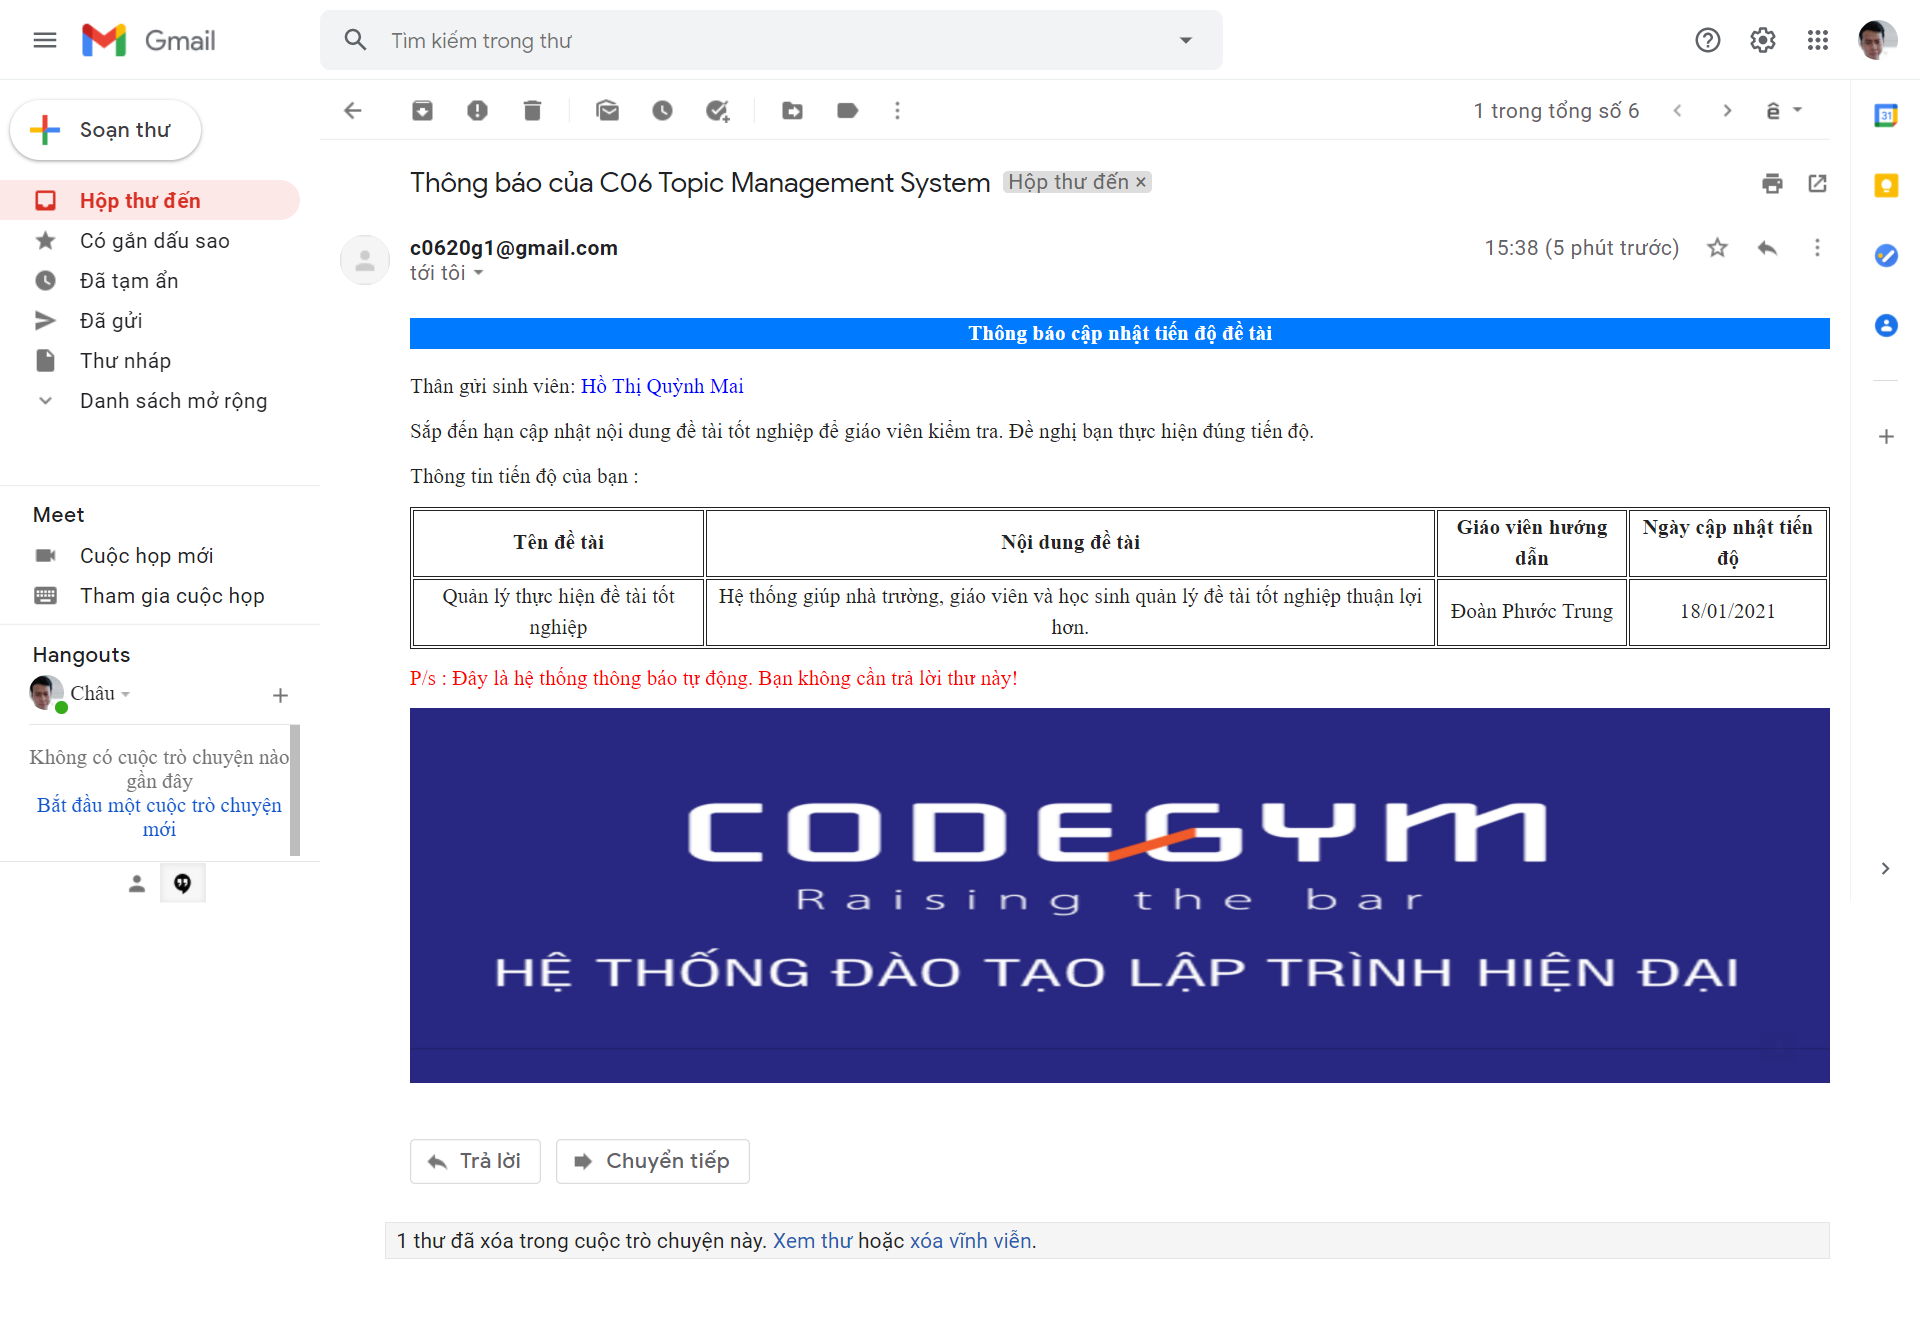 Gmail
Tìm kiếm trong thư
Soạn thư
1 trong tổng số 6
ê
31
Hộp thư đến
Có gắn dấu sao
Đã tạm ẩn
Đã gửi
Thư nháp
Danh sách mở rộng
Meet
Cuộc họp mới
Tham gia cuộc họp
Hangouts
Châu
Không có cuộc trò chuyện nào
gần đây
Bắt đầu một cuộc trò chuyện
mới
Thông báo của C06 Topic Management System Hộp thư đến ×
c0620g1@gmail.com
15:38 (5 phút trước)
tới tôi
Thông báo cập nhật tiến độ đề tài
Thân gửi sinh viên: Hồ Thị Quỳnh Mai
Sắp đến hạn cập nhật nội dung đề tài tốt nghiệp để giáo viên kiểm tra. Đề nghị bạn thực hiện đúng tiến độ.
Thông tin tiến độ của bạn :
Tên đề tài
Nội dung đề tài
Giáo viên hướng
dẫn
Ngày cập nhật tiến
độ
Quản lý thực hiện đề tài tốt
nghiệp
Hệ thống giúp nhà trường, giáo viên và học sinh quản lý đề tài tốt nghiệp thuận lợi
hơn.
Đoàn Phước Trung
18/01/2021
P/s : Đây là hệ thống thông báo tự động. Bạn không cần trả lời thư này!
CODEGYM
Raising the bar
HỆ THỐNG ĐÀO TẠO LẬP TRÌNH HIỆN ĐẠI
Trả lời
Chuyển tiếp
1 thư đã xóa trong cuộc trò chuyện này. Xem thư hoặc xóa vĩnh viễn.